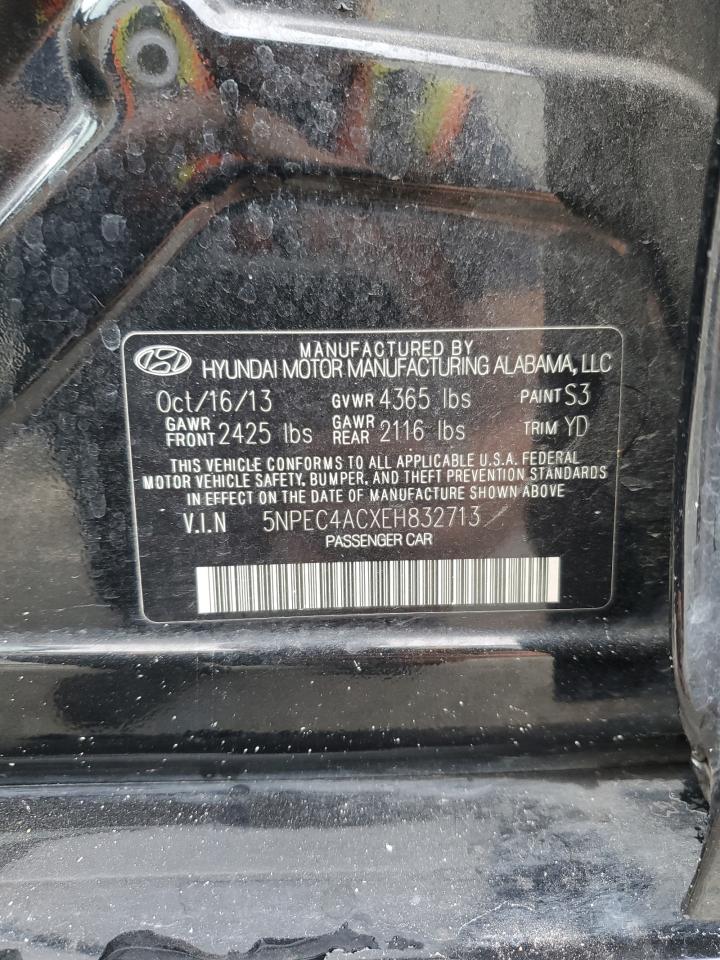 MANUFACTURED BY
HYUNDAI MOTOR MANUFACTURING ALABAMA, LLC
Oct/16/13 GVWR 4365 lbs PAINT S3
GAWR FRONT 2425 lbs GAWR REAR 2116 lbs TRIM YD
THIS VEHICLE CONFORMS TO ALL APPLICABLE U.S.A. FEDERAL
MOTOR VEHICLE SAFETY, BUMPER, AND THEFT PREVENTION STANDARDS
IN EFFECT ON THE DATE OF MANUFACTURE SHOWN ABOVE
V.I.N 5NPEC4ACXEH832713
PASSENGER CAR